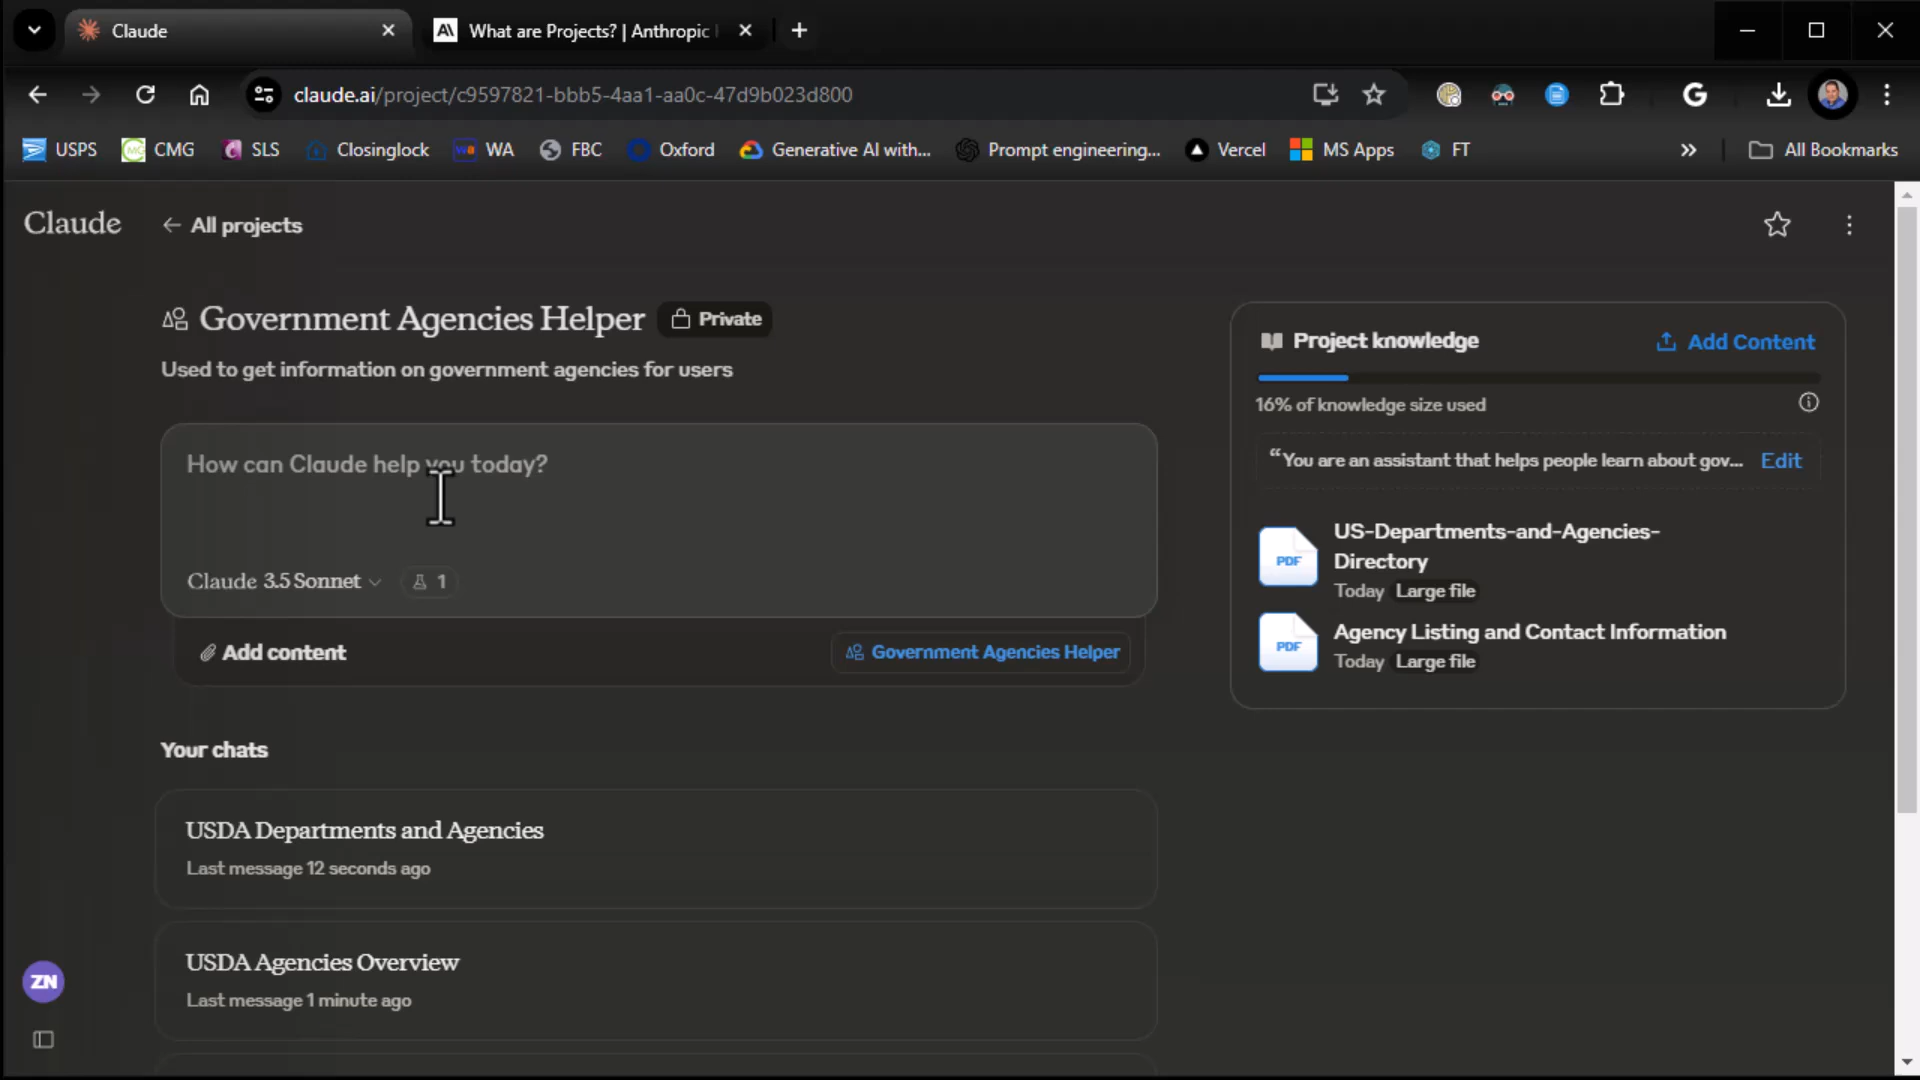 Claude
What are Projects? | Anthropic
claude.ai/project/c9597821-bbb5-4aa1-aa0c-47d9b023d800
USPS
CMG
SLS
Closinglock
WA
FBC
Oxford
Generative AI with...
Prompt engineering...
Vercel
MS Apps
FT
All Bookmarks
Claude
All projects
Government Agencies Helper
Private
Used to get information on government agencies for users
How can Claude help you today?
Claude 3.5 Sonnet
1
Add content
Government Agencies Helper
Project knowledge
Add Content
16% of knowledge size used
“You are an assistant that helps people learn about gov...
Edit
PDF
US-Departments-and-Agencies-
Directory
Today Large file
PDF
Agency Listing and Contact Information
Today Large file
Your chats
USDA Departments and Agencies
Last message 12 seconds ago
USDA Agencies Overview
Last message 1 minute ago
ZN